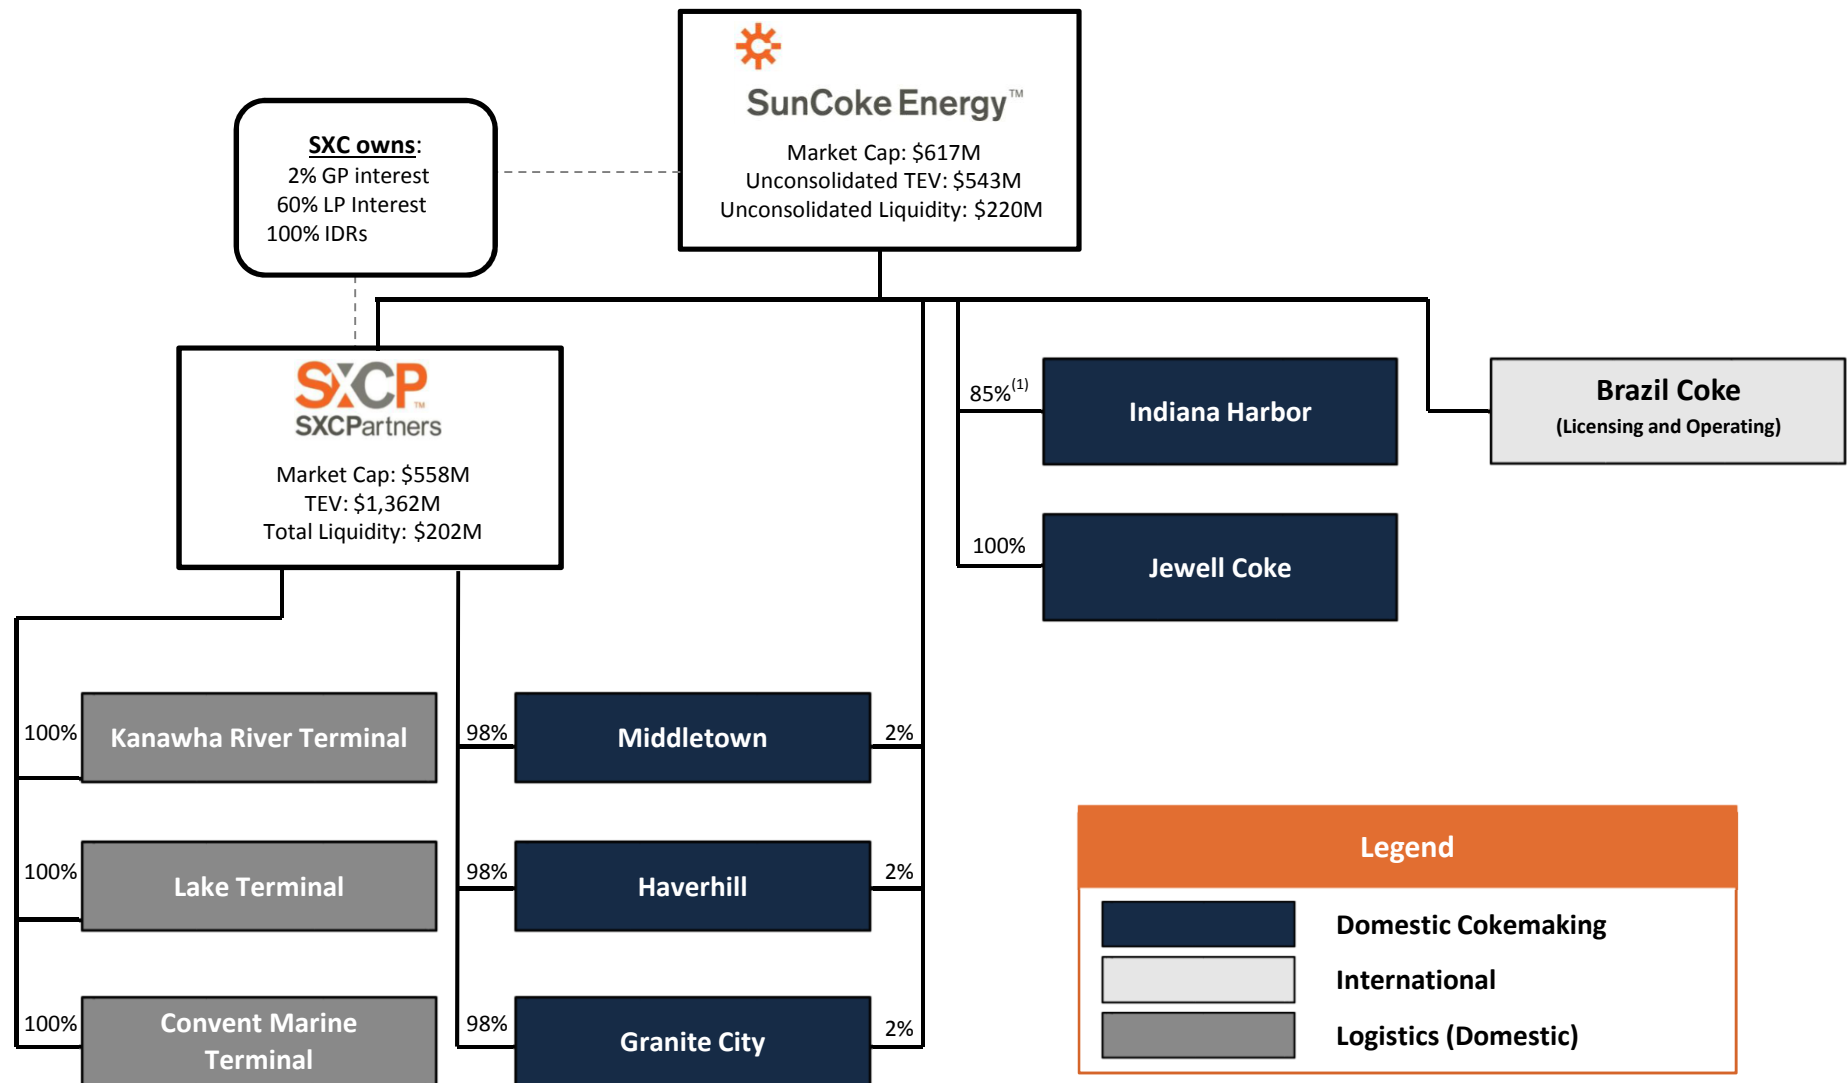 SunCoke Energy™
Market Cap: $617M
Unconsolidated TEV: $543M
Unconsolidated Liquidity: $220M
SXC owns:
2% GP interest
60% LP Interest
100% IDRs
SXCP™
SXCPartners
Market Cap: $558M
TEV: $1,362M
Total Liquidity: $202M
85%(1)
Indiana Harbor
Brazil Coke
(Licensing and Operating)
100%
Jewell Coke
100%
Kanawha River Terminal
98%
Middletown
2%
100%
Lake Terminal
98%
Haverhill
2%
100%
Convent Marine
Terminal
98%
Granite City
2%
Legend
Domestic Cokemaking
International
Logistics (Domestic)